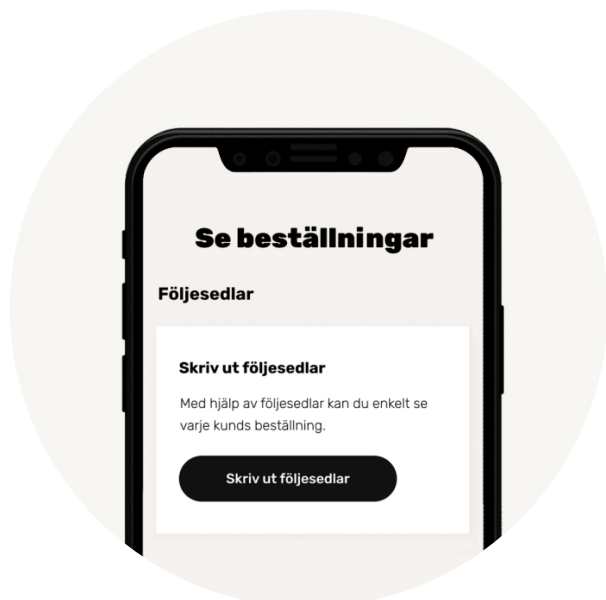 Se beställningar
Följesedlar
Skriv ut följesedlar
Med hjälp av följesedlar kan du enkelt se
varje kunds beställning.
Skriv ut följesedlar